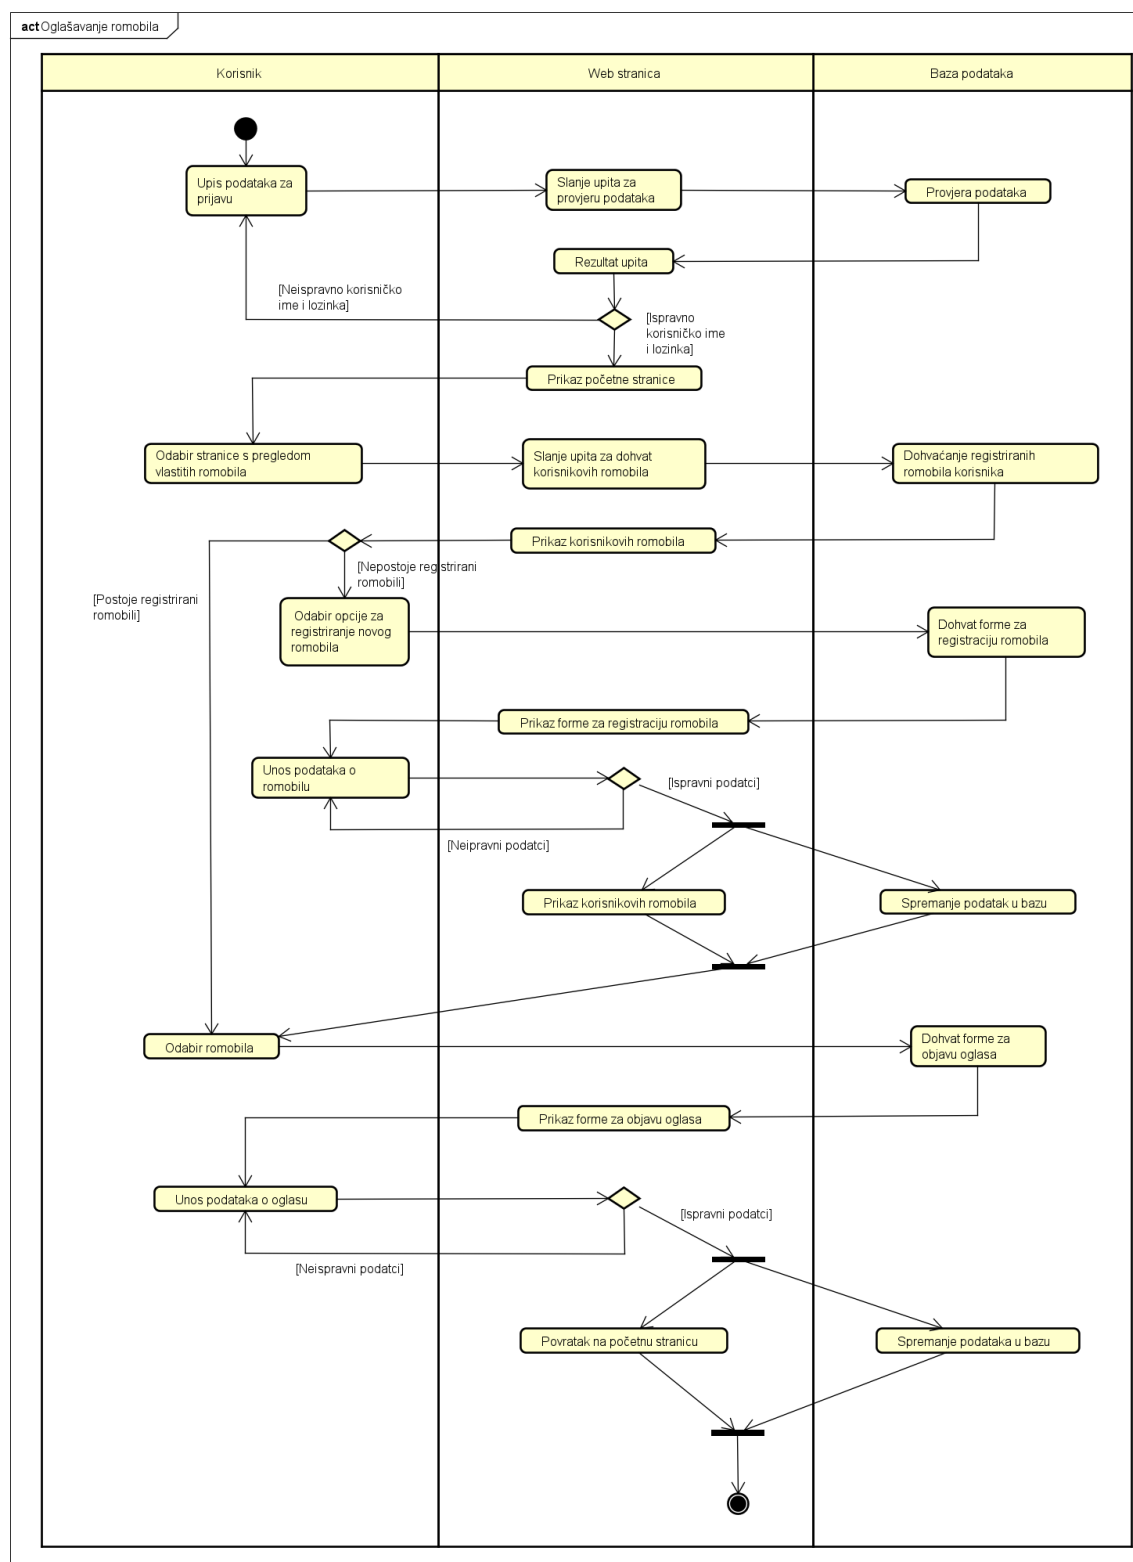 act Oglašavanje romobila
Korisnik
Web stranica
Baza podataka
Upis podataka za
prijavu
Slanje upita za
provjeru podataka
Provjera podataka
Rezultat upita
[Neispravno korisničko
ime i lozinka]
[Ispravno
korisničko ime
i lozinka]
Prikaz početne stranice
Odabir stranice s pregledom
vlastitih romobila
Slanje upita za dohvat
korisnikovih romobila
Dohvaćanje registriranih
romobila korisnika
Prikaz korisnikovih romobila
[Nepostoje registrirani
romobili]
[Postoje registrirani
romobili]
Odabir opcije za
registriranje novog
romobila
Dohvat forme za
registraciju romobila
Prikaz forme za registraciju romobila
Unos podataka o
romobilu
[Ispravni podatci]
[Neipravni podatci]
Prikaz korisnikovih romobila
Spremanje podatak u bazu
Odabir romobila
Dohvat forme za
objavu oglasa
Prikaz forme za objavu oglasa
Unos podataka o oglasu
[Ispravni podatci]
[Neispravni podatci]
Povratak na početnu stranicu
Spremanje podataka u bazu